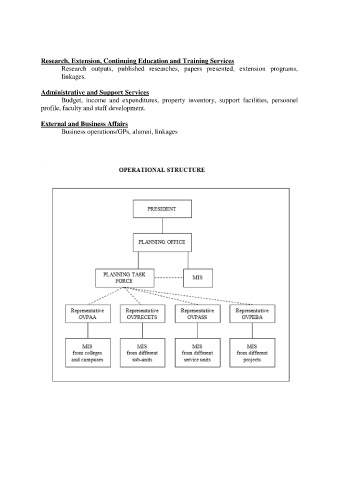 Research, Extension, Continuing Education and Training Services
Research outputs, published researches, papers presented, extension programs,
linkages.
Administrative and Support Services
Budget, income and expenditures, property inventory, support facilities, personnel
profile, faculty and staff development.
External and Business Affairs
Business operations/GPs, alumni, linkages
OPERATIONAL STRUCTURE
PRESIDENT
PLANNING OFFICE
PLANNING TASK
FORCE
MIS
Representative
OVPAA
Representative
OVPRECETS
Representative
OVPASS
Representative
OVPEBA
MIS
from colleges
and campuses
MIS
from different
sub-units
MIS
from different
service units
MIS
from different
projects